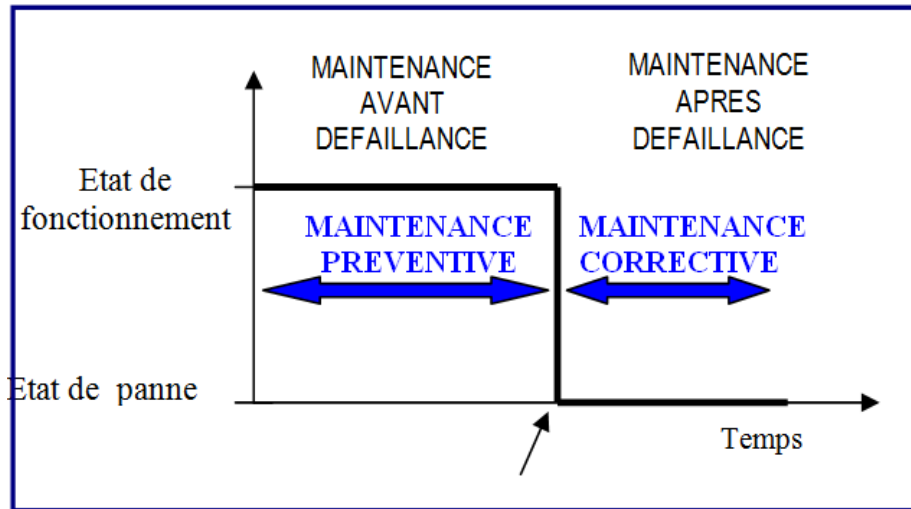 MAINTENANCE
AVANT
DEFAILLANCE
MAINTENANCE
APRES
DEFAILLANCE
Etat de
fonctionnement
MAINTENANCE
PREVENTIVE
MAINTENANCE
CORRECTIVE
Etat de panne
Temps